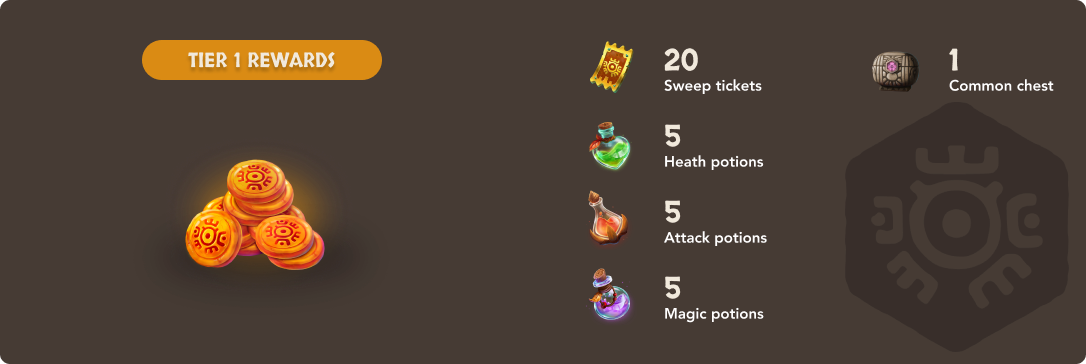 TIER 1 REWARDS
20
Sweep tickets
1
Common chest
5
Heath potions
5
Attack potions
5
Magic potions